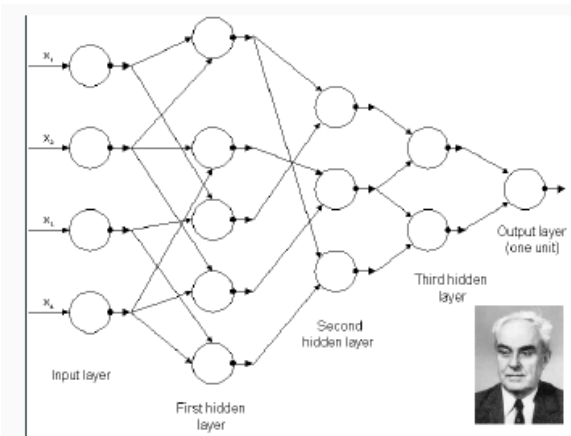 X₁
X₂
X₃
X₄
Input layer
First hidden
layer
Second
hidden layer
Third hidden
layer
Output layer
(one unit)